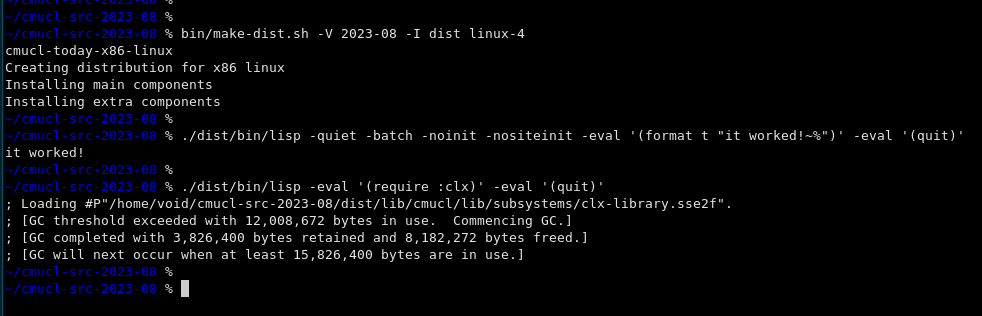 ~/cmucl-src-2023-08 %
~/cmucl-src-2023-08 %
~/cmucl-src-2023-08 % bin/make-dist.sh -V 2023-08 -I dist linux-4
cmucl-today-x86-linux
Creating distribution for x86 linux
Installing main components
Installing extra components
~/cmucl-src-2023-08 %
~/cmucl-src-2023-08 % ./dist/bin/lisp -quiet -batch -noinit -nositeinit -eval '(format t "it worked!~%")' -eval '(quit)'
it worked!
~/cmucl-src-2023-08 %
~/cmucl-src-2023-08 % ./dist/bin/lisp -eval '(require :clx)' -eval '(quit)'
; Loading #P"/home/void/cmucl-src-2023-08/dist/lib/cmucl/lib/subsystems/clx-library.sse2f".
; [GC threshold exceeded with 12,008,672 bytes in use.  Commencing GC.]
; [GC completed with 3,826,400 bytes retained and 8,182,272 bytes freed.]
; [GC will next occur when at least 15,826,400 bytes are in use.]
~/cmucl-src-2023-08 %
~/cmucl-src-2023-08 %